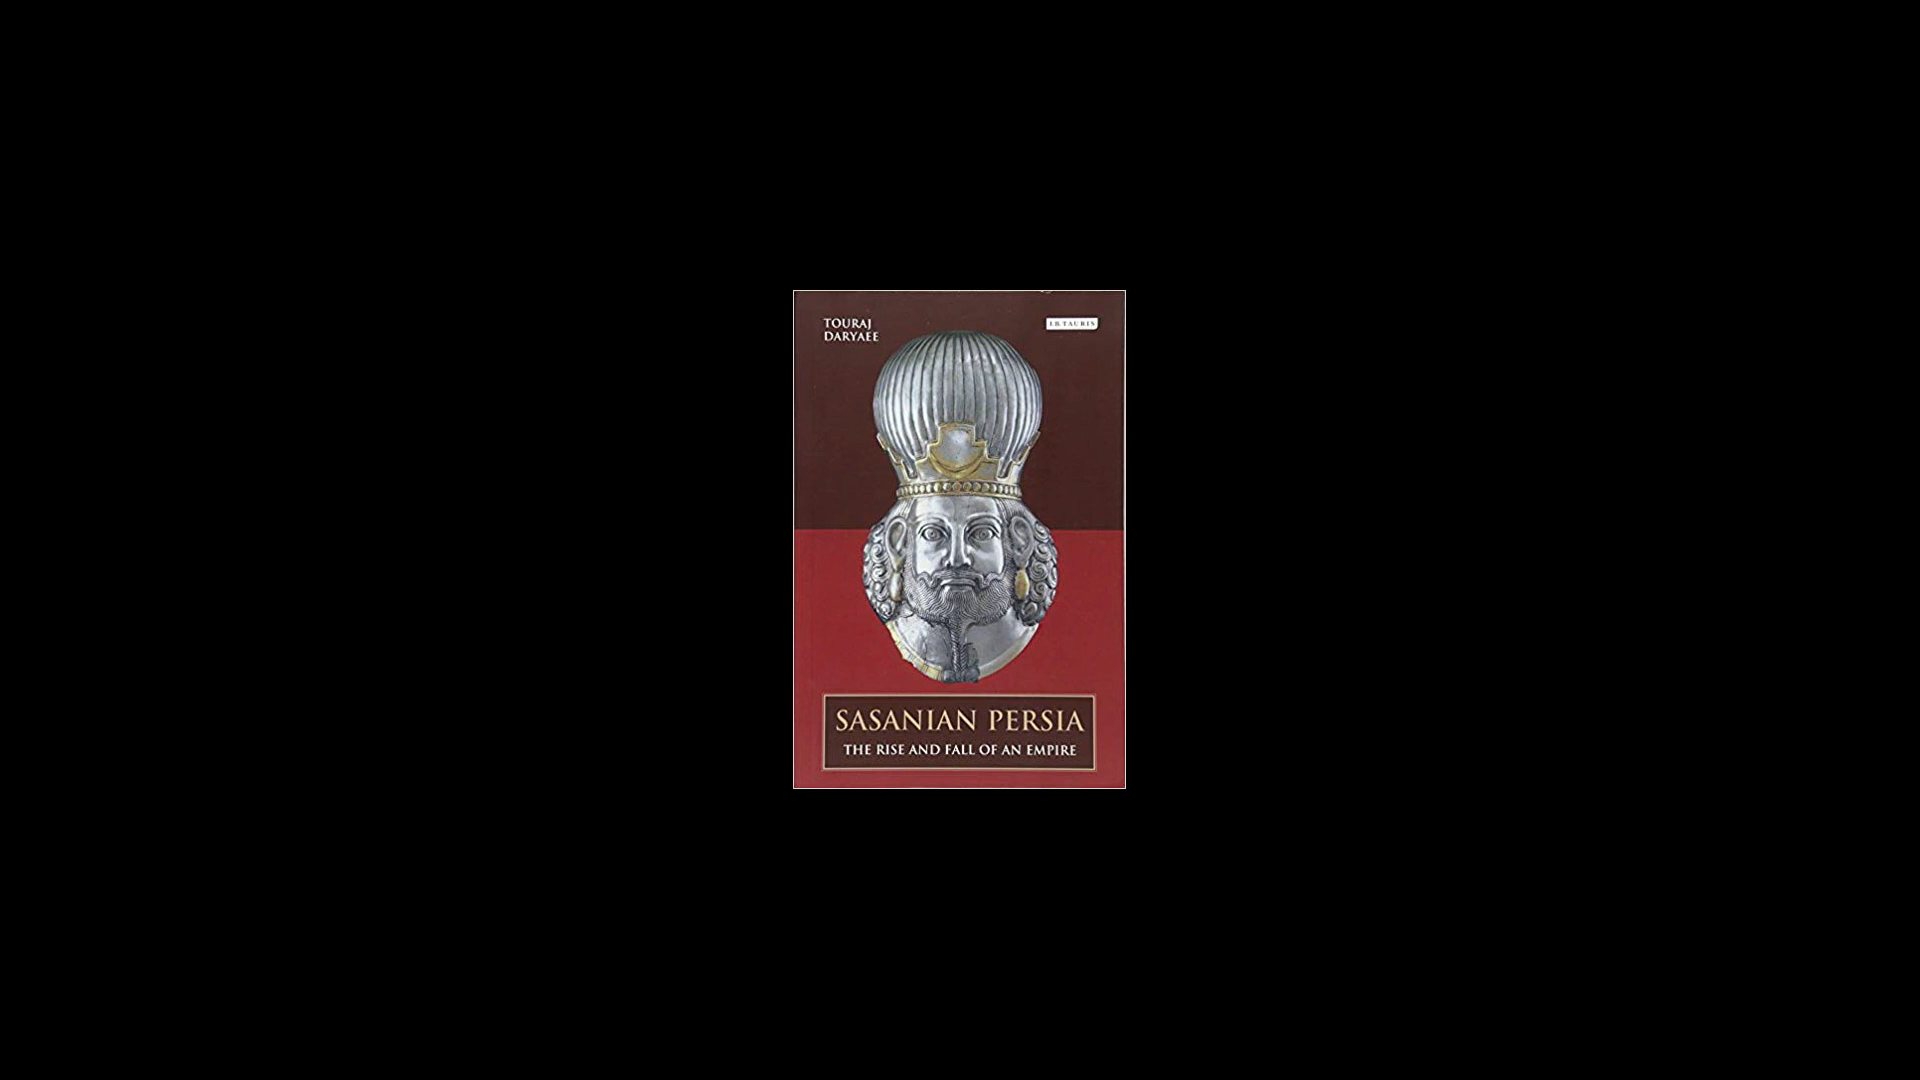 TOURAJ
DARYAEE
I.B.TAURIS
SASANIAN PERSIA
THE RISE AND FALL OF AN EMPIRE